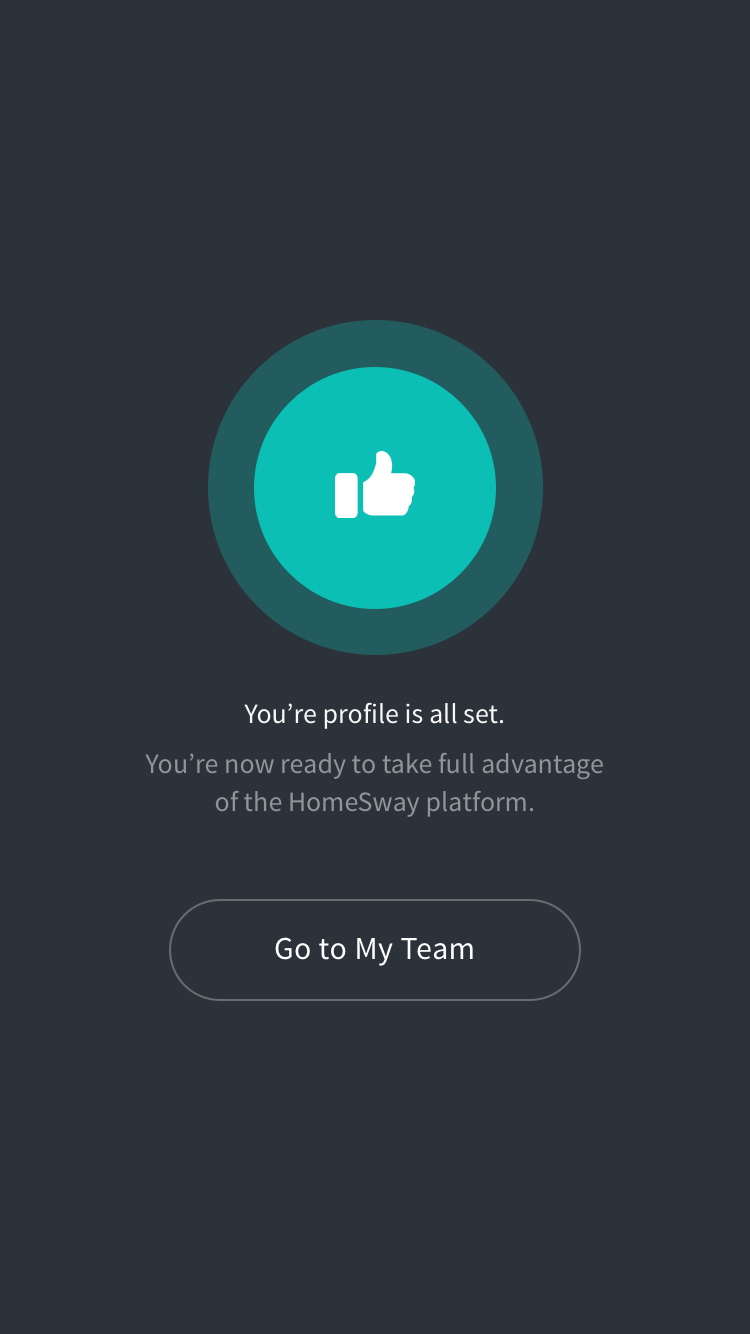 You’re profile is all set.
You’re now ready to take full advantage
of the HomeSway platform.
Go to My Team